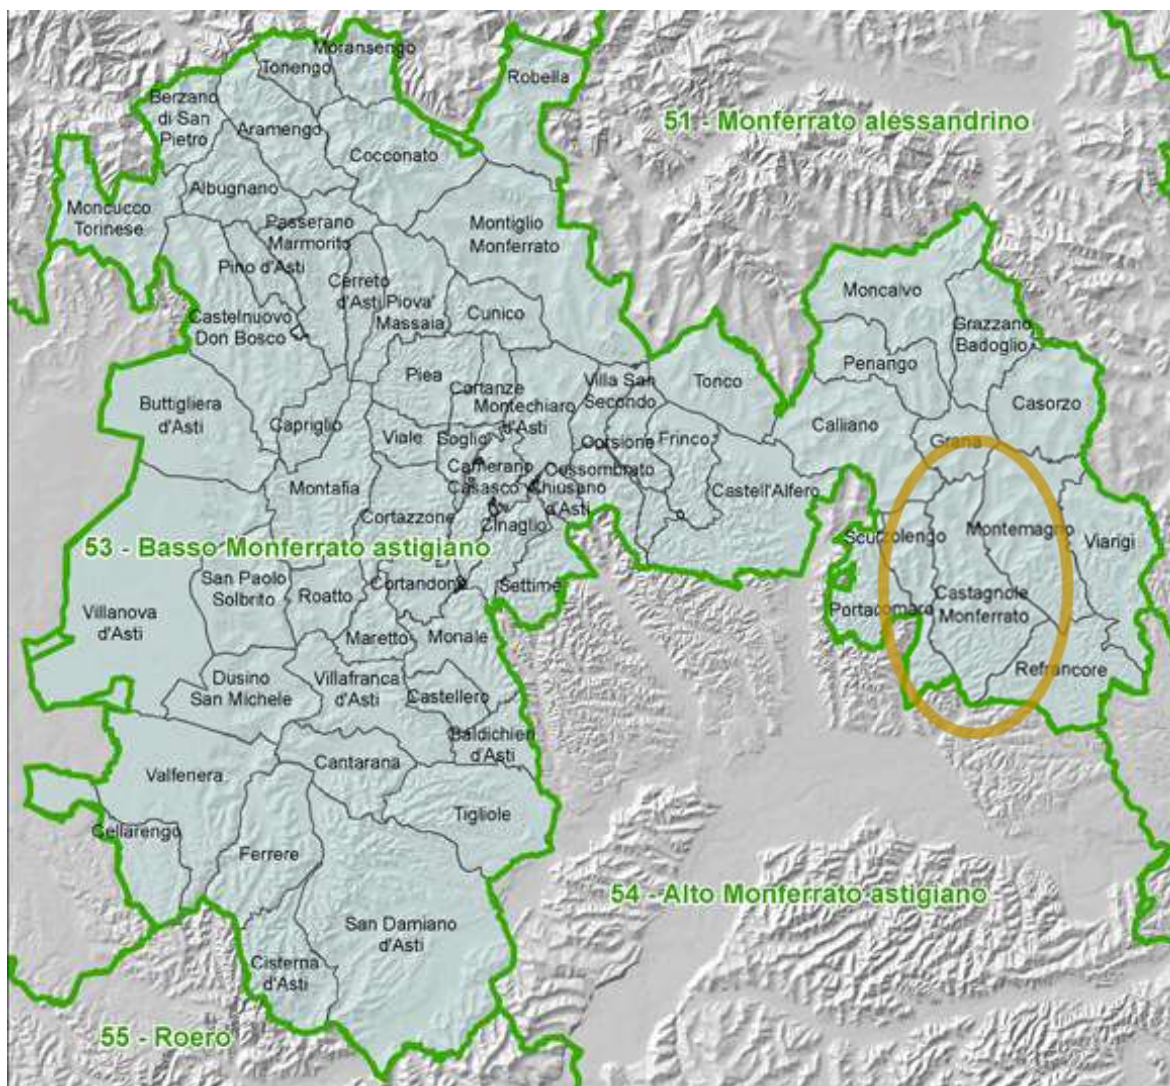 Moransengo
Tonengo
Robella
Berzano
di San
Pietro
51 - Monferrato alessandrino
Aramengo
Cocconato
Albugnano
Moncucco
Torinese
Passerano
Marmorito
Montiglio
Monferrato
Pino d'Asti
Cerreto
d'Asti
Piova'
Massaia
Moncalvo
Castelnuovo
Don Bosco
Cunico
Grazzano
Badoglio
Penango
Piea
Cortanze
Villa San
Secondo
Tonco
Buttigliera
d'Asti
Montechiaro
d'Asti
Casorzo
Capriglio
Viale
Soglio
Corsione
Frinco
Calliano
Grana
Camerano
Casasco
Cossombrato
Chiusano
d'Asti
Castell'Alfero
Montafia
Cortazzone
Cinaglio
Montemagno
Viarigi
Scurzolengo
53 - Basso Monferrato astigiano
San Paolo
Solbrito
Roatto
Cortandone
Settime
Castagnole
Monferrato
Villanova
d'Asti
Portacomaro
Maretto
Monale
Refrancore
Dusino
San Michele
Villafranca
d'Asti
Castellero
Baldichieri
d'Asti
Valfenera
Cantarana
Tigliole
Cellarengo
Ferrere
54 - Alto Monferrato astigiano
San Damiano
d'Asti
Cisterna
d'Asti
55 - Roero